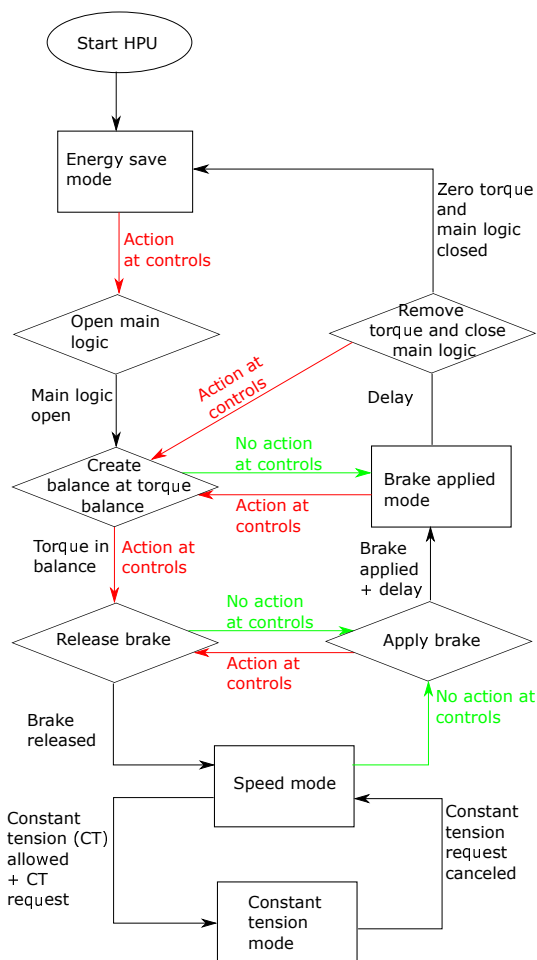 Start HPU
Energy save
mode
Zero torque
and
main logic
closed
Action
at controls
Open main
logic
Remove
torque and close
main logic
Main logic
open
Action at
controls
Delay
Create
balance at torque
balance
No action
at controls
Brake applied
mode
Action at
controls
Torque in
balance
Action at
controls
Brake
applied
+ delay
Release brake
No action
at controls
Apply brake
Action at
controls
No action at
controls
Brake
released
Speed mode
Constant
tension (CT)
allowed
+ CT
request
Constant
tension
request
canceled
Constant
tension
mode